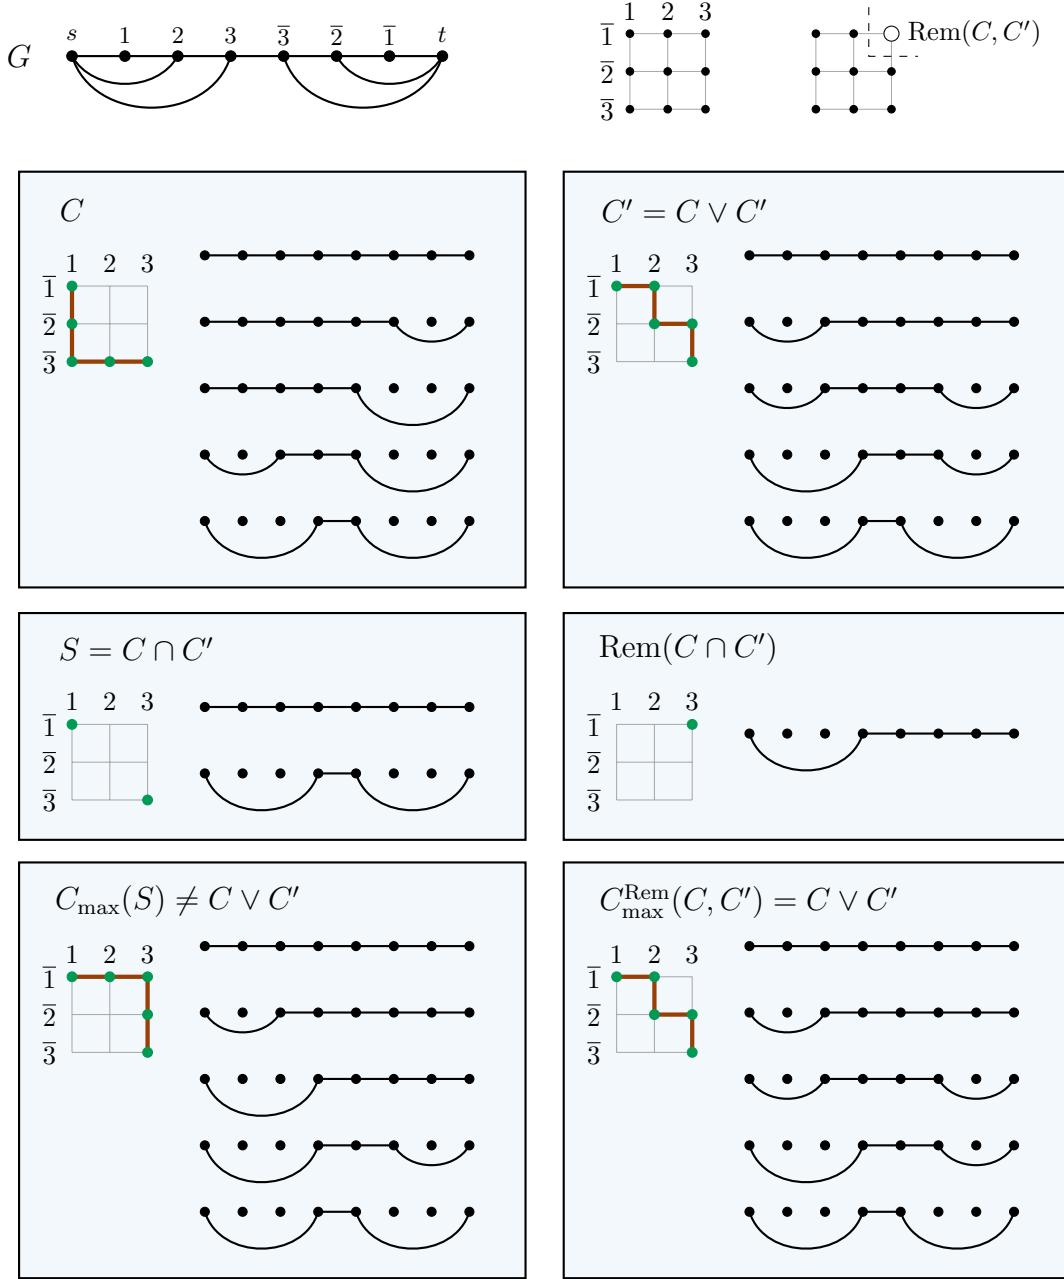 G s 1 2 3 3̅ 2̅ 1̅ t
1 2 3
1̅
2̅
3̅
Rem(C, C′)
C
1 2 3
1̅
2̅
3̅
C′ = C ∨ C′
1 2 3
1̅
2̅
3̅
S = C ∩ C′
1 2 3
1̅
2̅
3̅
Rem(C ∩ C′)
1 2 3
1̅
2̅
3̅
C_max(S) ≠ C ∨ C′
1 2 3
1̅
2̅
3̅
C_max^Rem(C, C′) = C ∨ C′
1 2 3
1̅
2̅
3̅